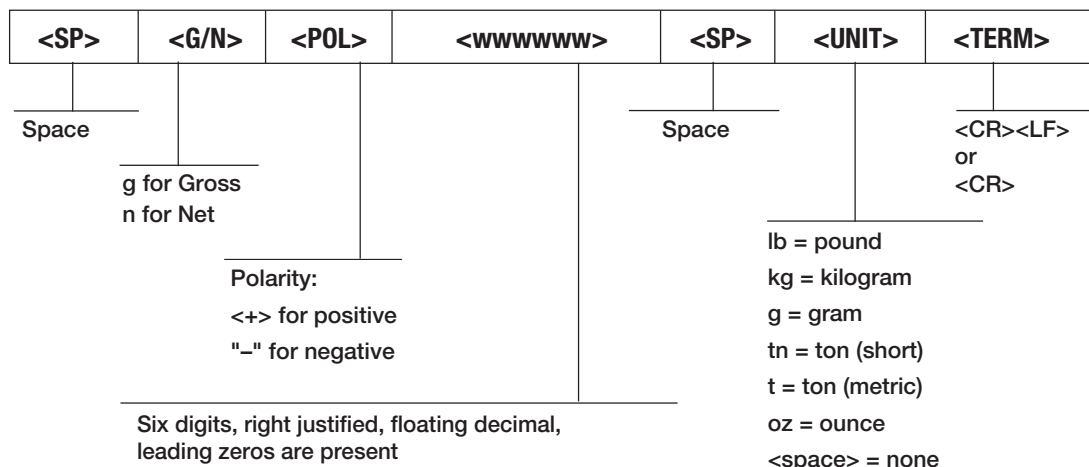 <SP> <G/N> <POL> <wwwwww> <SP> <UNIT> <TERM>
Space
g for Gross
n for Net
Polarity:
<+> for positive
"–" for negative
Six digits, right justified, floating decimal,
leading zeros are present
Space
lb = pound
kg = kilogram
g = gram
tn = ton (short)
t = ton (metric)
oz = ounce
<space> = none
<CR><LF>
or
<CR>